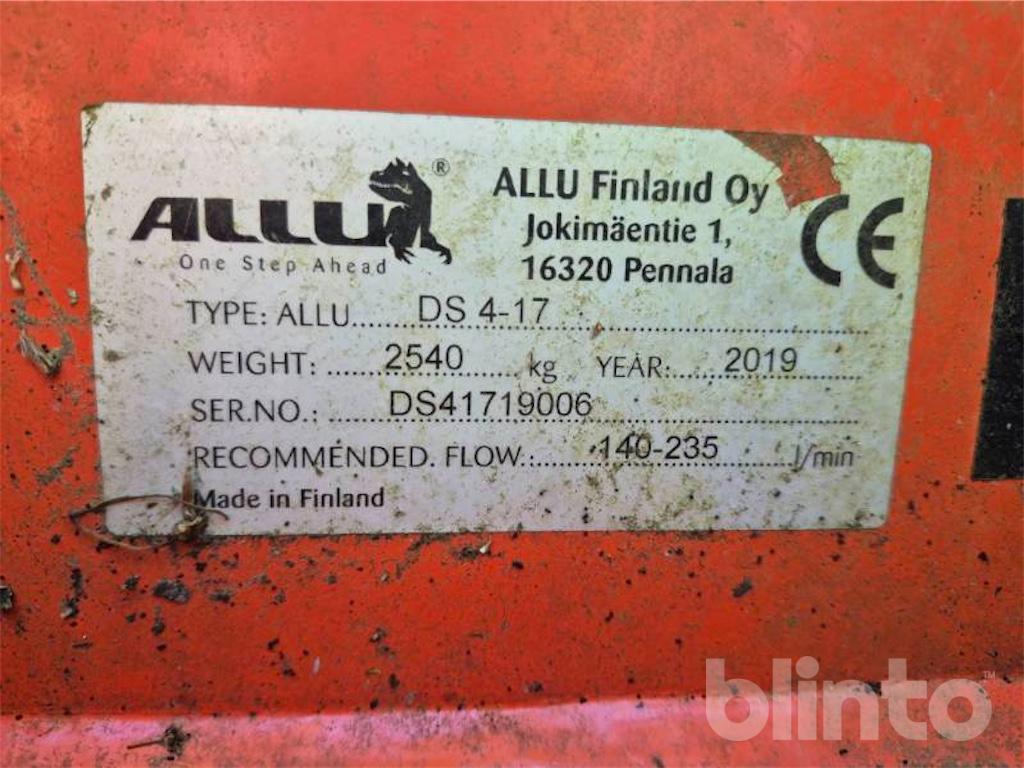 ALLU®
One Step Ahead
ALLU Finland Oy
Jokimäentie 1,
16320 Pennala
CE
TYPE: ALLU......DS 4-17
WEIGHT: ...2540......kg YEAR:......2019
SER.NO.: ......DS41719006
RECOMMENDED. FLOW.:......140-235......l/min
Made in Finland
blinto™